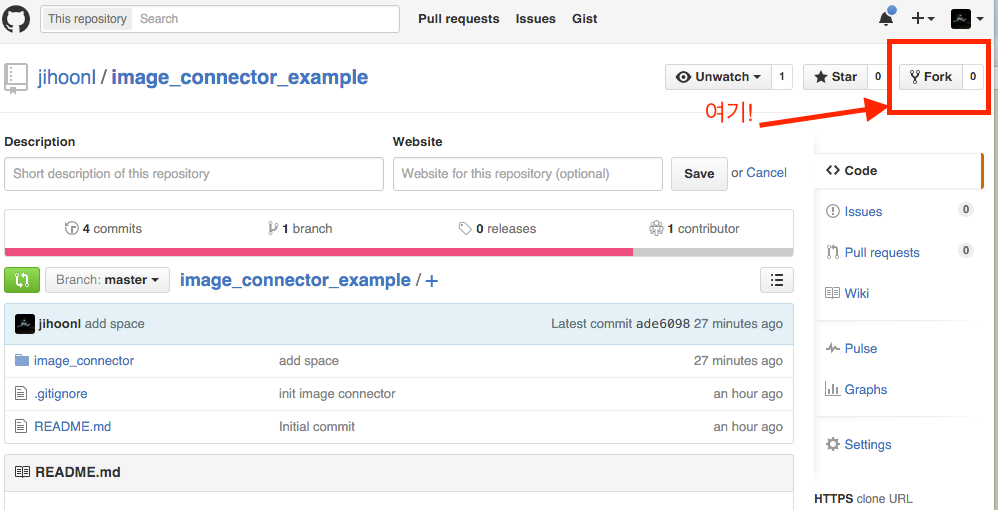 This repository Search Pull requests Issues Gist
jihoonl / image_connector_example Unwatch 1 Star 0 Fork 0
여기!
Description Website
Short description of this repository Website for this repository (optional) Save or Cancel
Code
Issues 0
Pull requests 0
Wiki
Pulse
Graphs
Settings
HTTPS clone URL
4 commits 1 branch 0 releases 1 contributor
Branch: master image_connector_example / +
jihoonl add space Latest commit ade6098 27 minutes ago
image_connector add space 27 minutes ago
.gitignore init image connector an hour ago
README.md Initial commit an hour ago
README.md